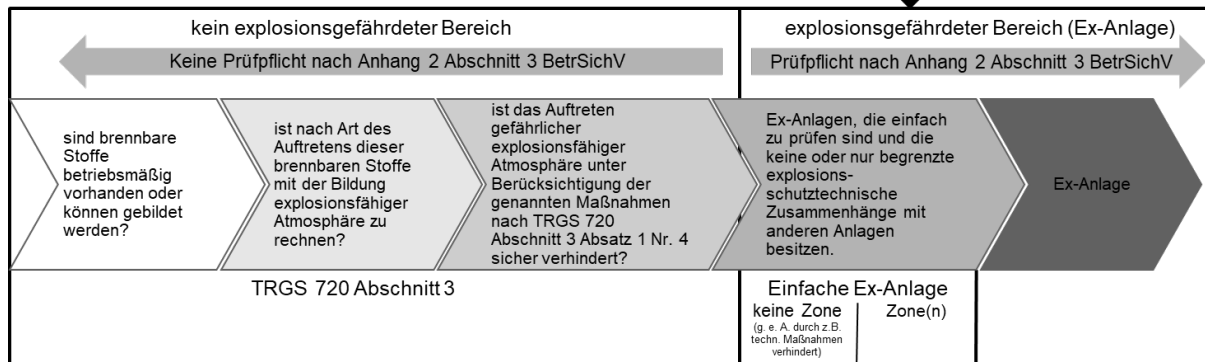 kein explosionsgefährdeter Bereich
explosionsgefährdeter Bereich (Ex-Anlage)
Keine Prüfpflicht nach Anhang 2 Abschnitt 3 BetrSichV
Prüfpflicht nach Anhang 2 Abschnitt 3 BetrSichV
sind brennbare
Stoffe
betriebsmäßig
vorhanden oder
können gebildet
werden?
ist nach Art des
Auftretens dieser
brennbaren Stoffe
mit der Bildung
explosionsfähiger
Atmosphäre zu
rechnen?
ist das Auftreten
gefährlicher
explosionsfähiger
Atmosphäre unter
Berücksichtigung der
genannten Maßnahmen
nach TRGS 720
Abschnitt 3 Absatz 1 Nr. 4
sicher verhindert?
Ex-Anlagen, die einfach
zu prüfen sind und die
keine oder nur begrenzte
explosions-
schutztechnische
Zusammenhänge mit
anderen Anlagen
besitzen.
Ex-Anlage
TRGS 720 Abschnitt 3
Einfache Ex-Anlage
keine Zone
(g. e. A. durch z.B.
techn. Maßnahmen
verhindert)
Zone(n)